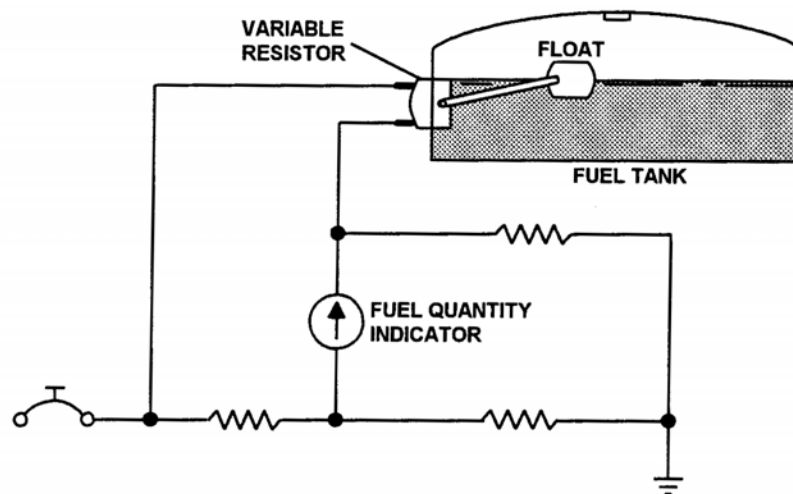 VARIABLE
RESISTOR
FLOAT
FUEL TANK
FUEL QUANTITY
INDICATOR